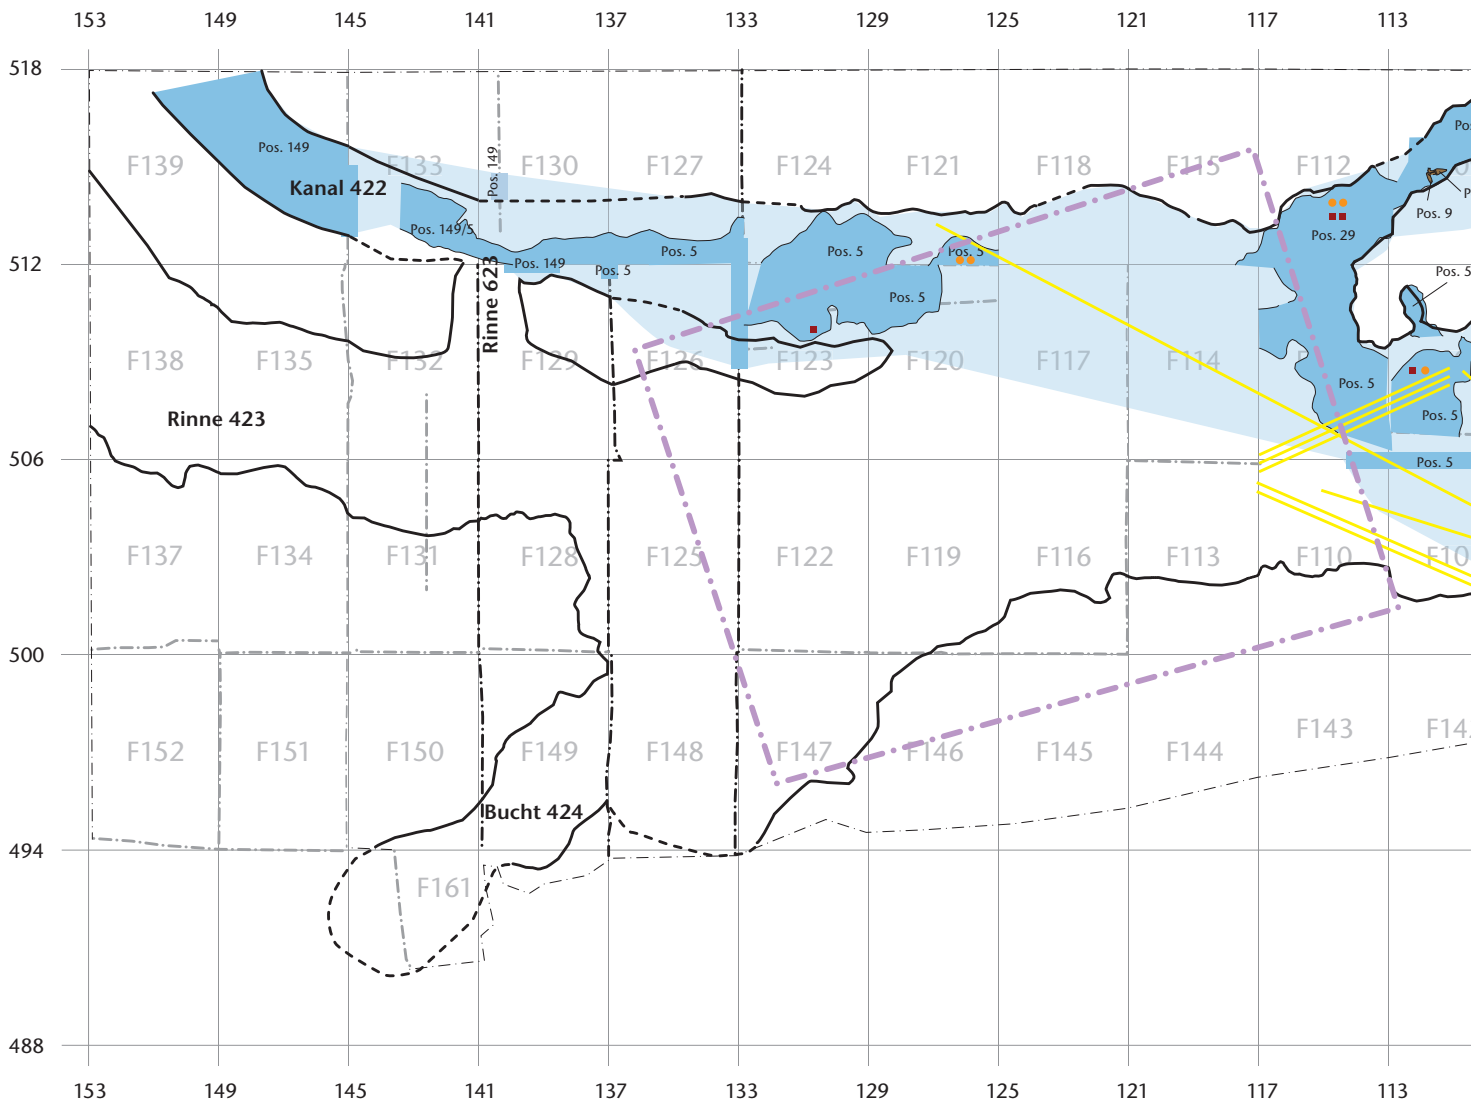 153 149 145 141 137 133 129 125 121 117 113
518
Pos. 149
Pos. 149
F139 F133 F130 F127 F124 F121 F118 F115 F112
Kanal 422
Pos. 9
Pos. 149/5 Pos. 5 Pos. 5 Pos. 5 Pos. 29
512
Pos. 149 Pos. 5 Pos. 5
Pos. 5
Rinne 623
F138 F135 F132 F129 F126 F123 F120 F117 F114
Pos. 5
Pos. 5
Rinne 423
506
Pos. 5
F137 F134 F131 F128 F125 F122 F119 F116 F113 F110
500
F152 F151 F150 F149 F148 F147 F146 F145 F144 F143
Bucht 424
494
F161
488
153 149 145 141 137 133 129 125 121 117 113